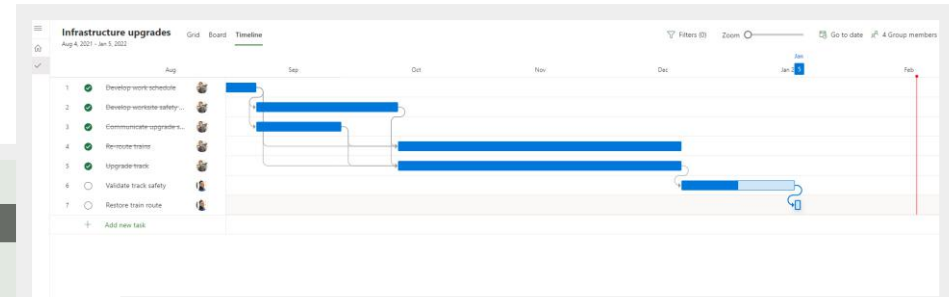 Infrastructure upgrades Grid Board Timeline
Filters (0) Zoom Go to date 4 Group members
Aug 4, 2021 - Jan 5, 2022
Jan
Aug Sep Oct Nov Dec Jan 2 5 Feb
1 Develop work schedule
2 Develop worksite safety ...
3 Communicate upgrade s...
4 Re-route trains
5 Upgrade track
6 Validate track safety
7 Restore train route
+ Add new task